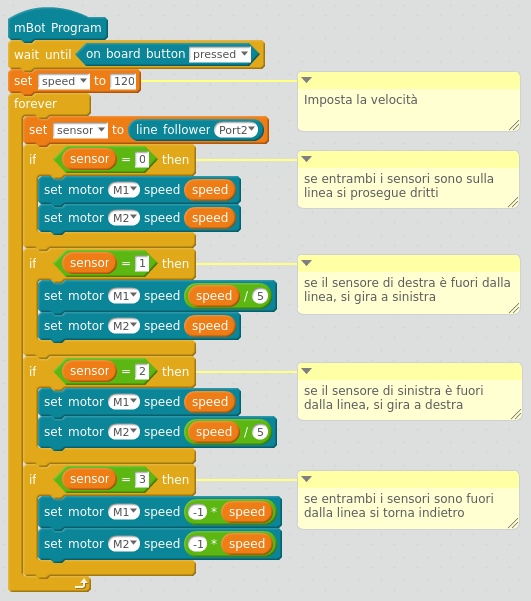 mBot Program
wait until on board button pressed
set speed to 120
Imposta la velocità
forever
set sensor to line follower Port2
if sensor = 0 then
se entrambi i sensori sono sulla
linea si prosegue dritti
set motor M1 speed speed
set motor M2 speed speed
if sensor = 1 then
se il sensore di destra è fuori dalla
linea, si gira a sinistra
set motor M1 speed speed / 5
set motor M2 speed speed
if sensor = 2 then
se il sensore di sinistra è fuori
dalla linea, si gira a destra
set motor M1 speed speed
set motor M2 speed speed / 5
if sensor = 3 then
se entrambi i sensori sono fuori
dalla linea si torna indietro
set motor M1 speed -1 * speed
set motor M2 speed -1 * speed